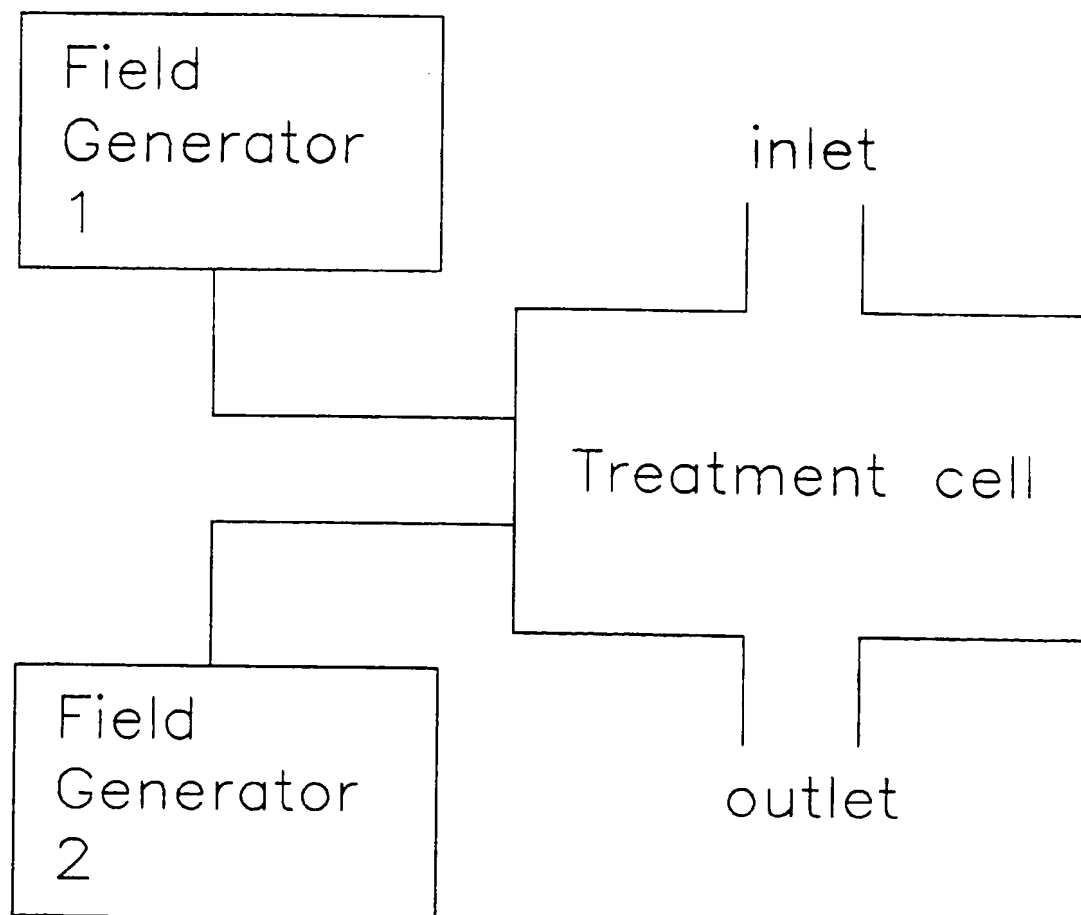 Field
Generator
1
inlet
Treatment cell
Field
Generator
2
outlet